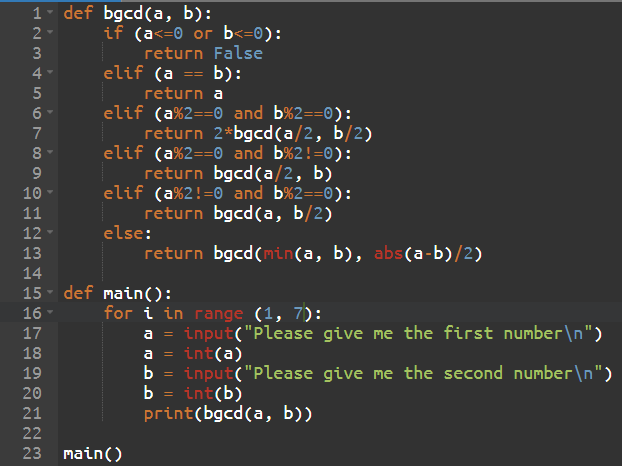 1 def bgcd(a, b):
2     if (a<=0 or b<=0):
3         return False
4     elif (a == b):
5         return a
6     elif (a%2==0 and b%2==0):
7         return 2*bgcd(a/2, b/2)
8     elif (a%2==0 and b%2!=0):
9         return bgcd(a/2, b)
10     elif (a%2!=0 and b%2==0):
11         return bgcd(a, b/2)
12     else:
13         return bgcd(min(a, b), abs(a-b)/2)
14
15 def main():
16     for i in range (1, 7):
17         a = input("Please give me the first number\n")
18         a = int(a)
19         b = input("Please give me the second number\n")
20         b = int(b)
21         print(bgcd(a, b))
22
23 main()